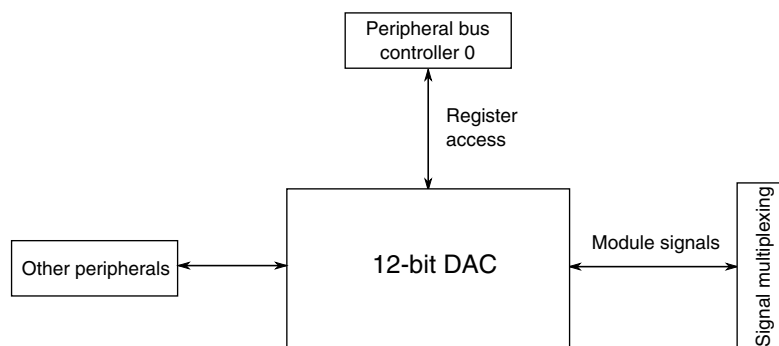 Peripheral bus
controller 0
Register
access
Other peripherals
12-bit DAC
Module signals
Signal multiplexing